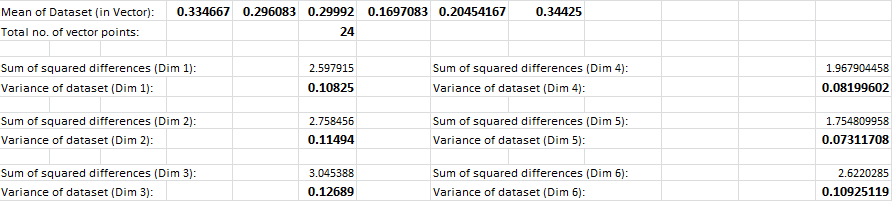 Mean of Dataset (in Vector): 0.334667 0.296083 0.29992 0.1697083 0.20454167 0.34425
Total no. of vector points: 24
Sum of squared differences (Dim 1): 2.597915 Sum of squared differences (Dim 4): 1.967904458
Variance of dataset (Dim 1): 0.10825 Variance of dataset (Dim 4): 0.08199602
Sum of squared differences (Dim 2): 2.758456 Sum of squared differences (Dim 5): 1.754809958
Variance of dataset (Dim 2): 0.11494 Variance of dataset (Dim 5): 0.07311708
Sum of squared differences (Dim 3): 3.045388 Sum of squared differences (Dim 6): 2.6220285
Variance of dataset (Dim 3): 0.12689 Variance of dataset (Dim 6): 0.10925119